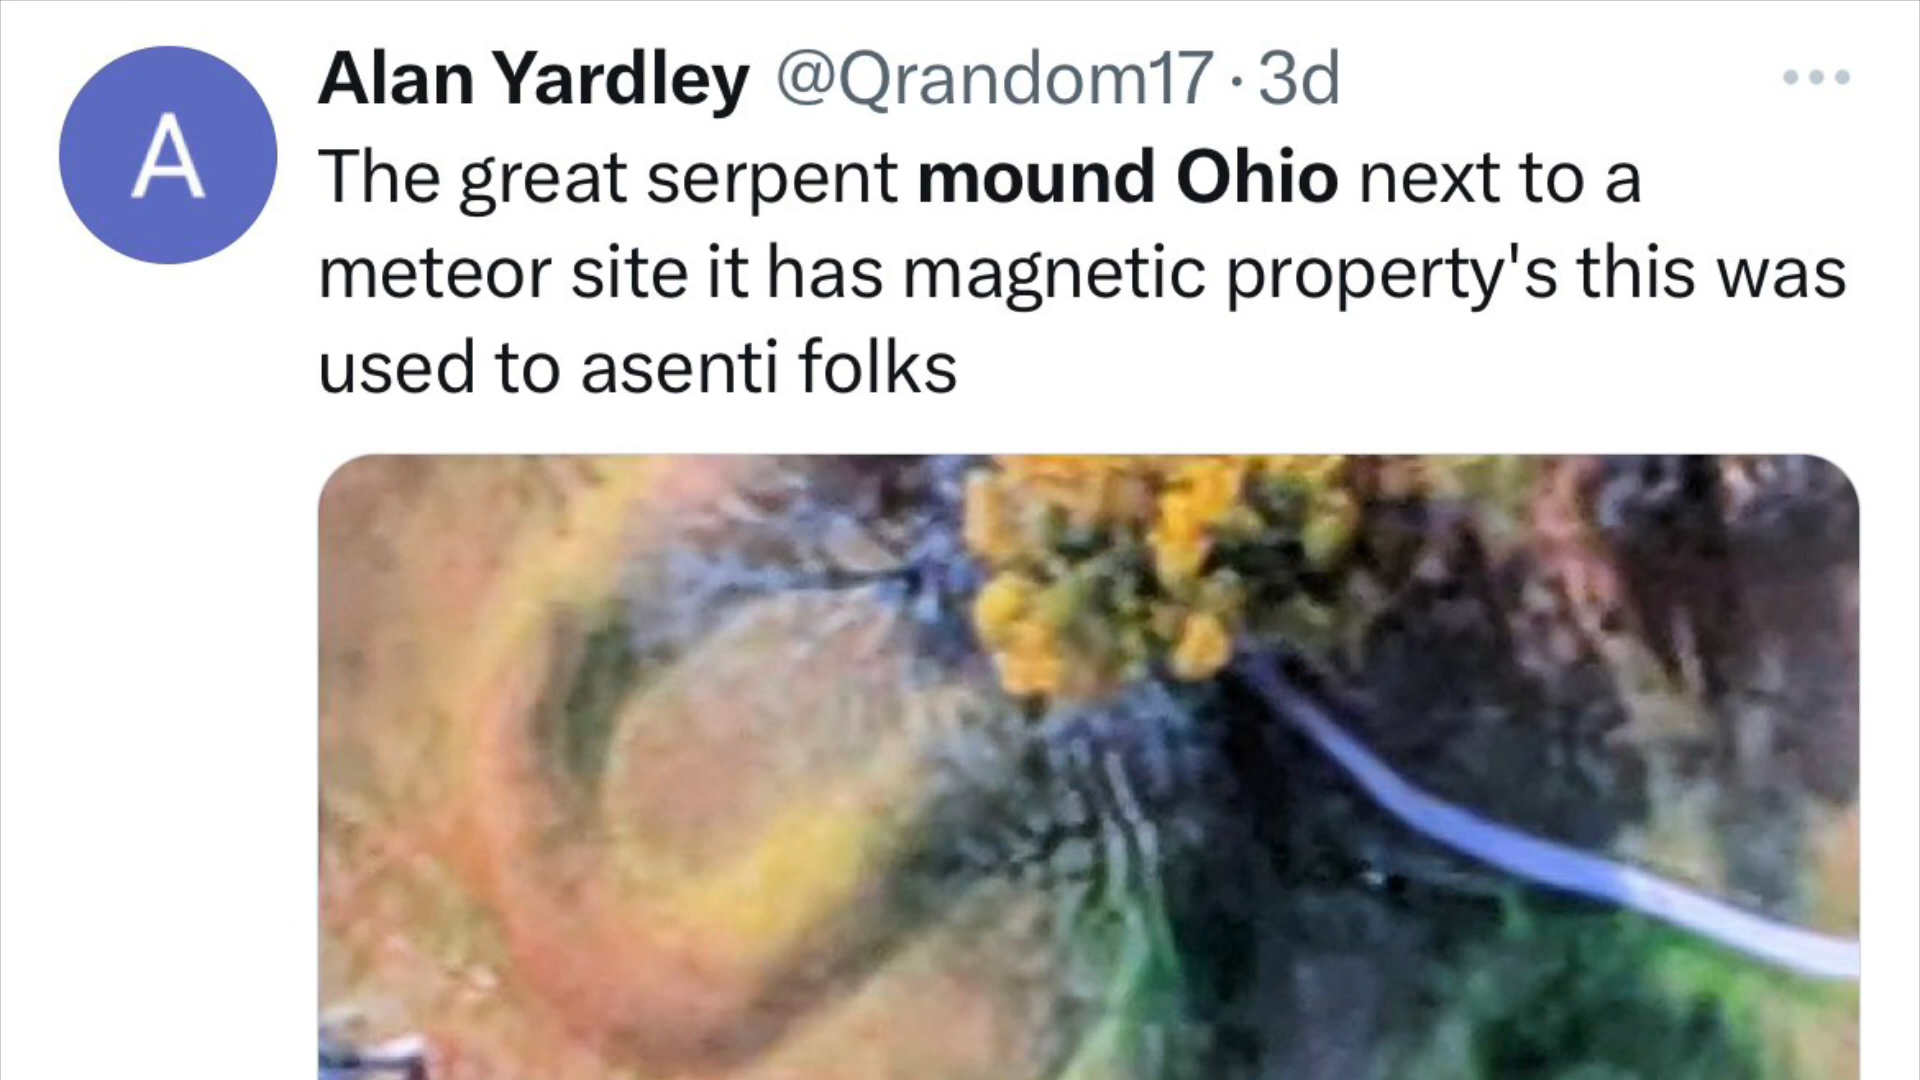 A
Alan Yardley @Qrandom17 · 3d
The great serpent mound Ohio next to a
meteor site it has magnetic property's this was
used to asenti folks